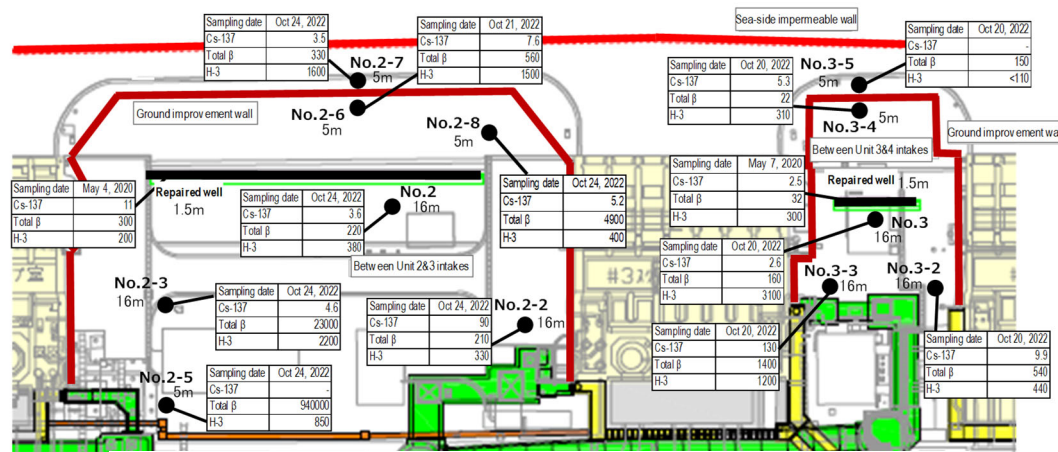 Sea-side impermeable wall
Sampling date Oct 24, 2022
Cs-137 3.5
Total β 330
H-3 1600
No.2-7
5m
Sampling date Oct 21, 2022
Cs-137 7.6
Total β 560
H-3 1500
No.2-6
5m
Ground improvement wall
No.2-8
5m
Sampling date Oct 24, 2022
Cs-137 5.2
Total β 4900
H-3 400
Sampling date May 4, 2020
Cs-137 11
Total β 300
H-3 200
Repaired well
1.5m
Sampling date Oct 24, 2022
Cs-137 3.6
Total β 220
H-3 380
No.2
16m
Between Unit 2&3 intakes
No.2-3
16m
Sampling date Oct 24, 2022
Cs-137 4.6
Total β 23000
H-3 2200
Sampling date Oct 24, 2022
Cs-137 90
Total β 210
H-3 330
No.2-2
16m
No.2-5
5m
Sampling date Oct 24, 2022
Cs-137 -
Total β 940000
H-3 850
Sampling date Oct 20, 2022
Cs-137 -
Total β 150
H-3 <110
No.3-5
5m
Sampling date Oct 20, 2022
Cs-137 5.3
Total β 22
H-3 310
5m
No.3-4
Ground improvement wa
Between Unit 3&4 intakes
Sampling date May 7, 2020
Cs-137 2.5
Total β 32
H-3 300
Repaired well 1.5m
No.3
16m
Sampling date Oct 20, 2022
Cs-137 2.6
Total β 160
H-3 3100
No.3-3
16m
No.3-2
16m
Sampling date Oct 20, 2022
Cs-137 130
Total β 1400
H-3 1200
Sampling date Oct 20, 2022
Cs-137 9.9
Total β 540
H-3 440